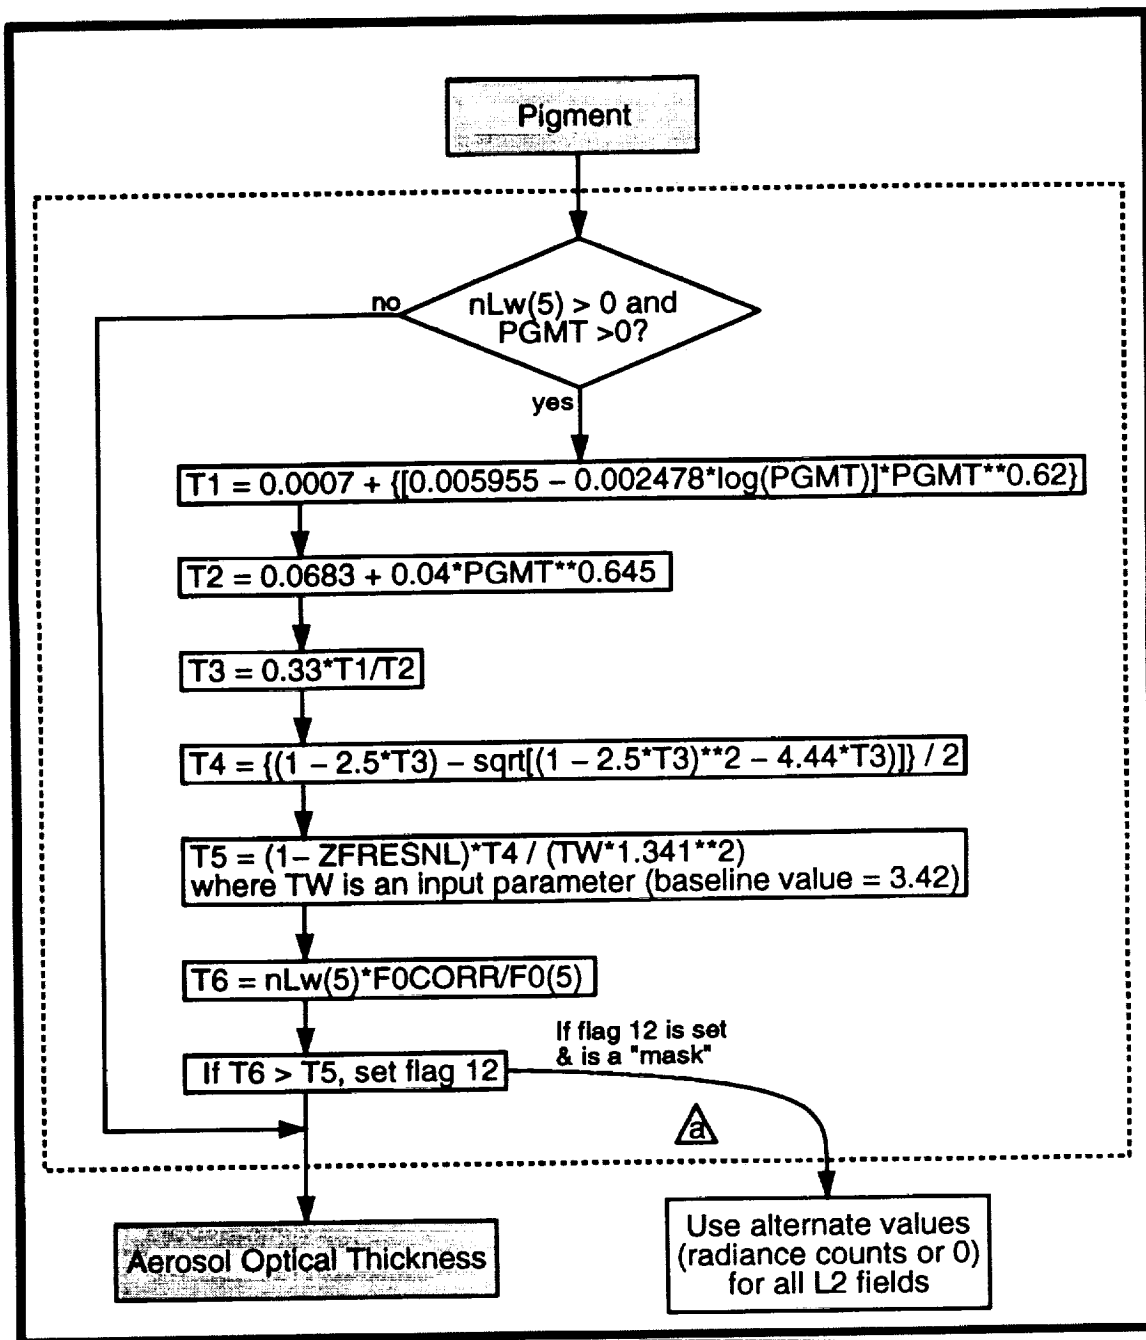 Pigment
nLw(5) > 0 and
PGMT >0?
no
yes
T1 = 0.0007 + {[0.005955 – 0.002478*log(PGMT)]*PGMT**0.62}
T2 = 0.0683 + 0.04*PGMT**0.645
T3 = 0.33*T1/T2
T4 = {(1 – 2.5*T3) – sqrt[(1 – 2.5*T3)**2 – 4.44*T3)]} / 2
T5 = (1– ZFRESNL)*T4 / (TW*1.341**2)
where TW is an input parameter (baseline value = 3.42)
T6 = nLw(5)*F0CORR/F0(5)
If T6 > T5, set flag 12
If flag 12 is set
& is a "mask"
a
Aerosol Optical Thickness
Use alternate values
(radiance counts or 0)
for all L2 fields